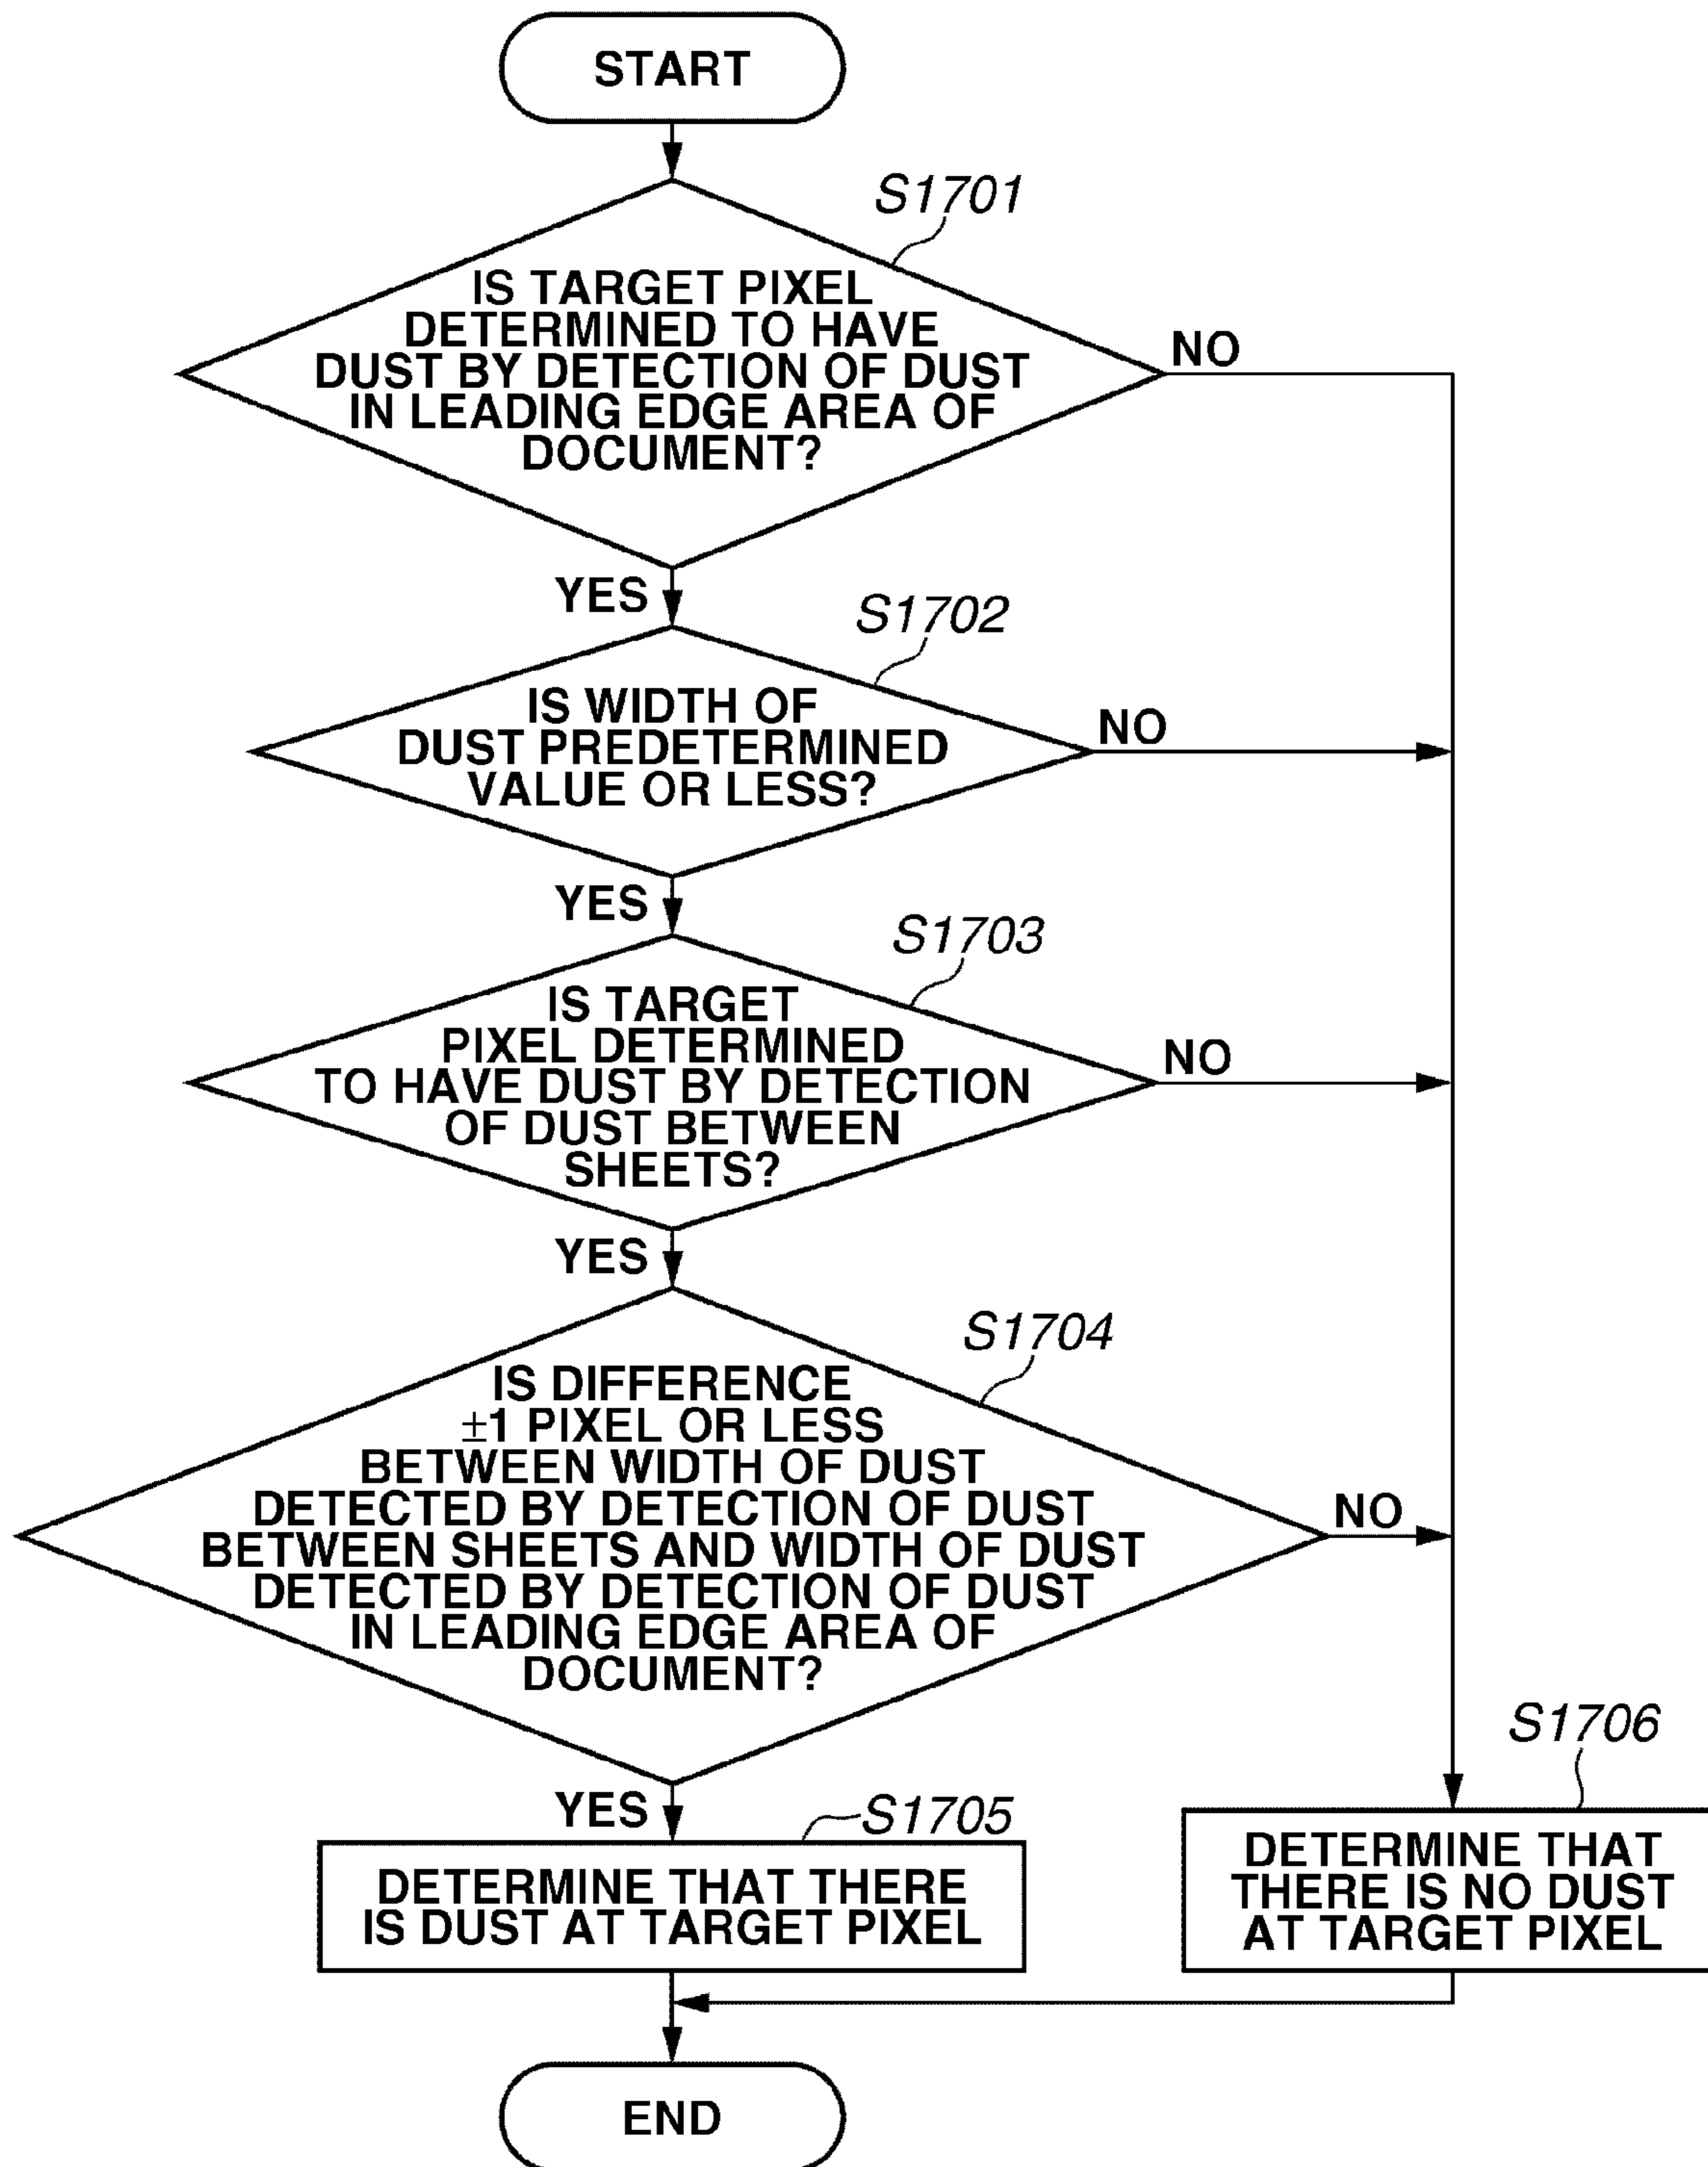 START
S1701
IS TARGET PIXEL
DETERMINED TO HAVE
DUST BY DETECTION OF DUST
IN LEADING EDGE AREA OF
DOCUMENT?
NO
YES
S1702
IS WIDTH OF
DUST PREDETERMINED
VALUE OR LESS?
NO
YES
S1703
IS TARGET
PIXEL DETERMINED
TO HAVE DUST BY DETECTION
OF DUST BETWEEN
SHEETS?
NO
YES
S1704
IS DIFFERENCE
±1 PIXEL OR LESS
BETWEEN WIDTH OF DUST
DETECTED BY DETECTION OF DUST
BETWEEN SHEETS AND WIDTH OF DUST
DETECTED BY DETECTION OF DUST
IN LEADING EDGE AREA OF
DOCUMENT?
NO
YES
S1705
DETERMINE THAT THERE
IS DUST AT TARGET PIXEL
S1706
DETERMINE THAT
THERE IS NO DUST
AT TARGET PIXEL
END